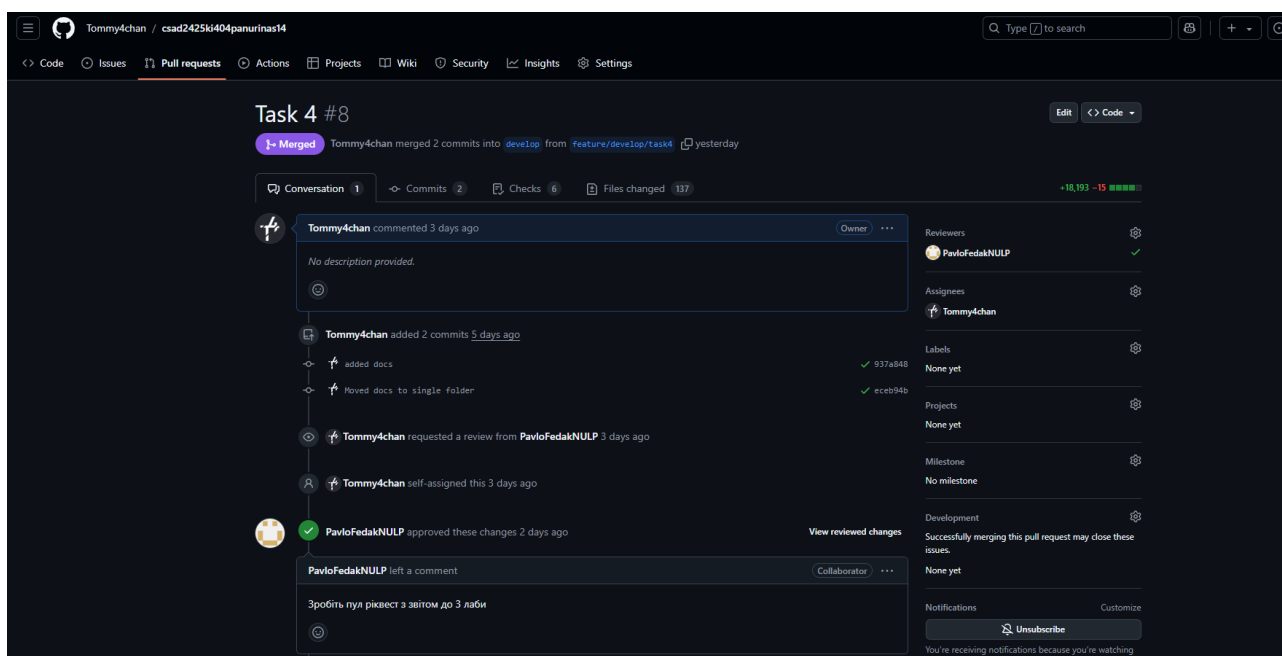 Tommy4chan / csad2425ki404panurinas14
Type / to search
Code Issues Pull requests Actions Projects Wiki Security Insights Settings
Task 4 #8
Edit <> Code
Merged Tommy4chan merged 2 commits into develop from feature/develop/task4 yesterday
Conversation 1 Commits 2 Checks 6 Files changed 137 +18,193 −15
Tommy4chan commented 3 days ago Owner ...
No description provided.
Tommy4chan added 2 commits 5 days ago
added docs 937a848
Moved docs to single folder eceb94b
Tommy4chan requested a review from PavloFedakNULP 3 days ago
Tommy4chan self-assigned this 3 days ago
PavloFedakNULP approved these changes 2 days ago View reviewed changes
PavloFedakNULP left a comment Collaborator ...
Зробіть пул ріквест з звітом до 3 лаби
Reviewers
PavloFedakNULP
Assignees
Tommy4chan
Labels
None yet
Projects
None yet
Milestone
No milestone
Development
Successfully merging this pull request may close these
issues.
None yet
Notifications Customize
Unsubscribe
You're receiving notifications because you're watching